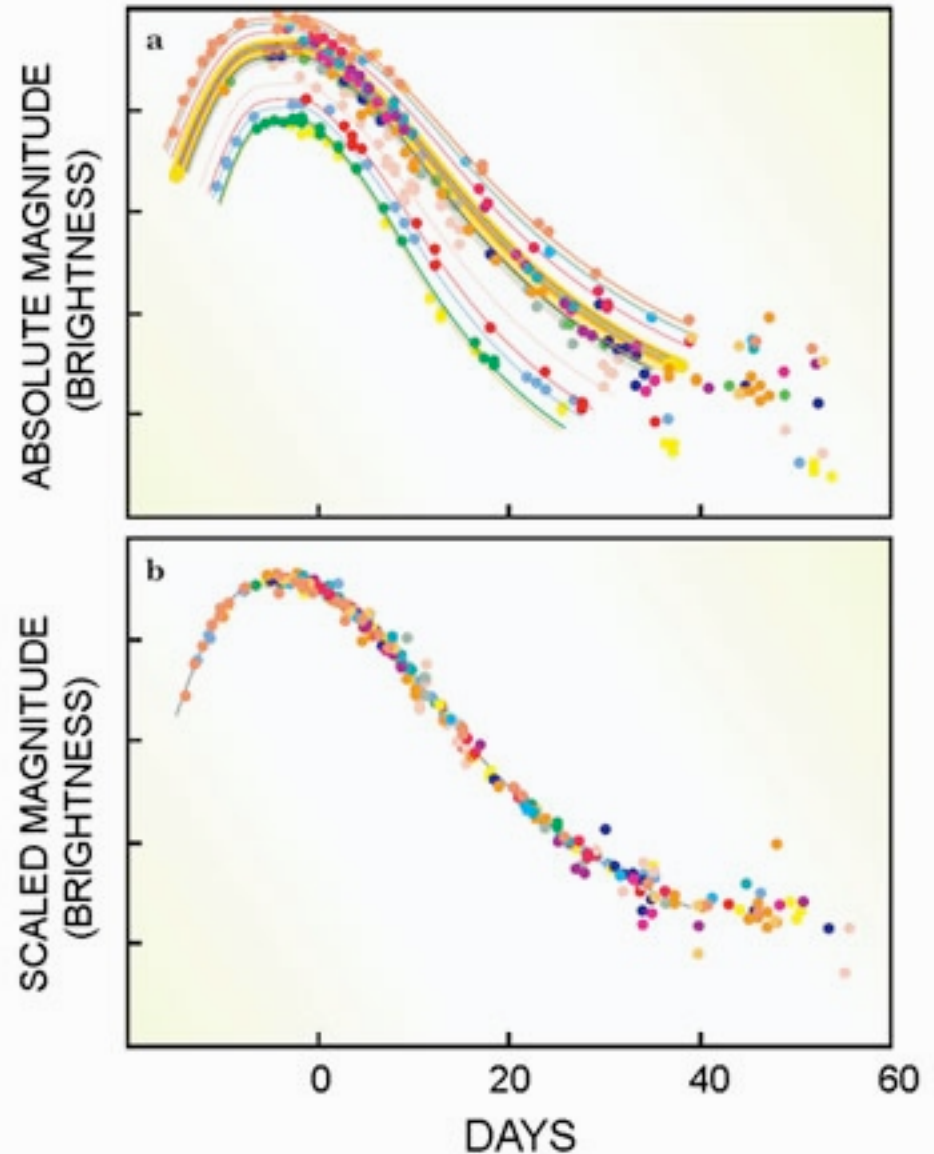 a
ABSOLUTE MAGNITUDE
(BRIGHTNESS)
b
SCALED MAGNITUDE
(BRIGHTNESS)
0 20 40 60
DAYS